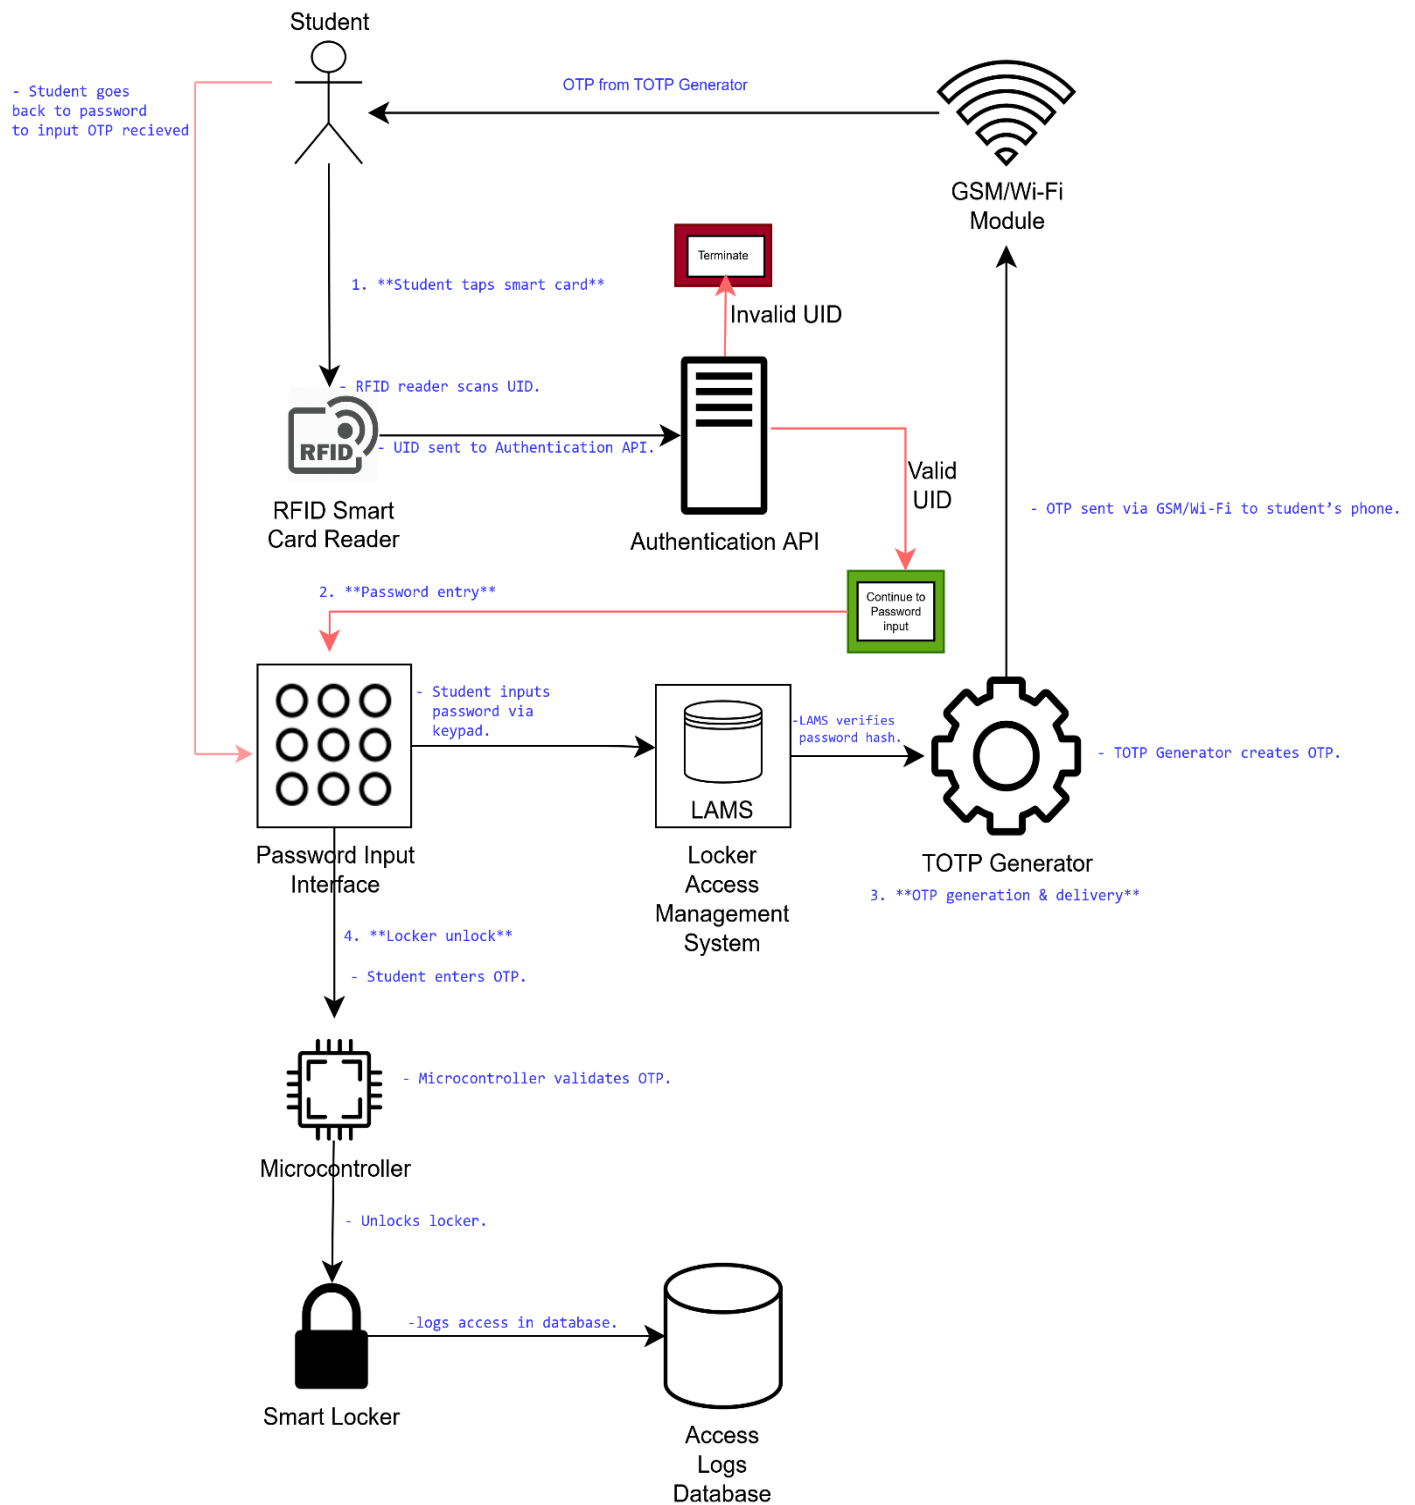 Student
- Student goes
back to password
to input OTP recieved
OTP from TOTP Generator
GSM/Wi-Fi
Module
Terminate
1. **Student taps smart card**
Invalid UID
- RFID reader scans UID.
RFID
- UID sent to Authentication API.
Valid
UID
- OTP sent via GSM/Wi-Fi to student’s phone.
RFID Smart
Card Reader
Authentication API
2. **Password entry**
Continue to
Password
input
- Student inputs
password via
keypad.
-LAMS verifies
password hash.
- TOTP Generator creates OTP.
LAMS
Password Input
Interface
Locker
Access
Management
System
TOTP Generator
3. **OTP generation & delivery**
4. **Locker unlock**
- Student enters OTP.
- Microcontroller validates OTP.
Microcontroller
- Unlocks locker.
-logs access in database.
Smart Locker
Access
Logs
Database